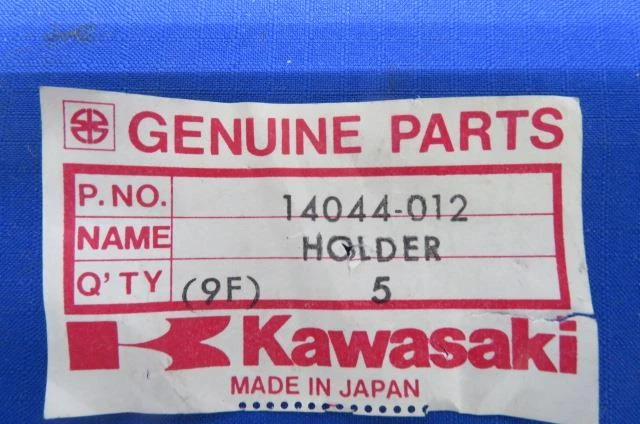 GENUINE PARTS
P. NO. 14044-012
NAME HOLDER
Q'TY (9F) 5
Kawasaki
MADE IN JAPAN